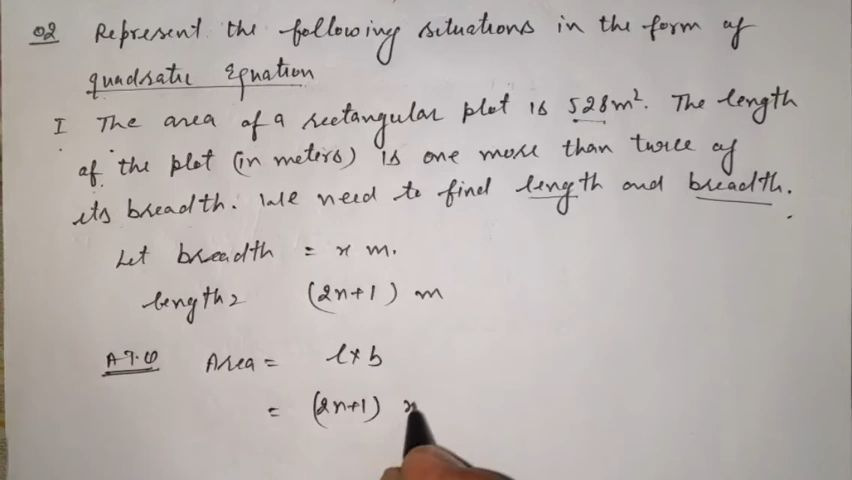 Q2 Represent the following situations in the form of
quadratic Equation
I The area of a rectangular plot is 528m². The length
of the plot (in meters) is one more than twice of
its breadth. We need to find length and breadth.
Let breadth = x m.
length = (2x+1) m
A.T.Q Area = l×b
= (2x+1) x